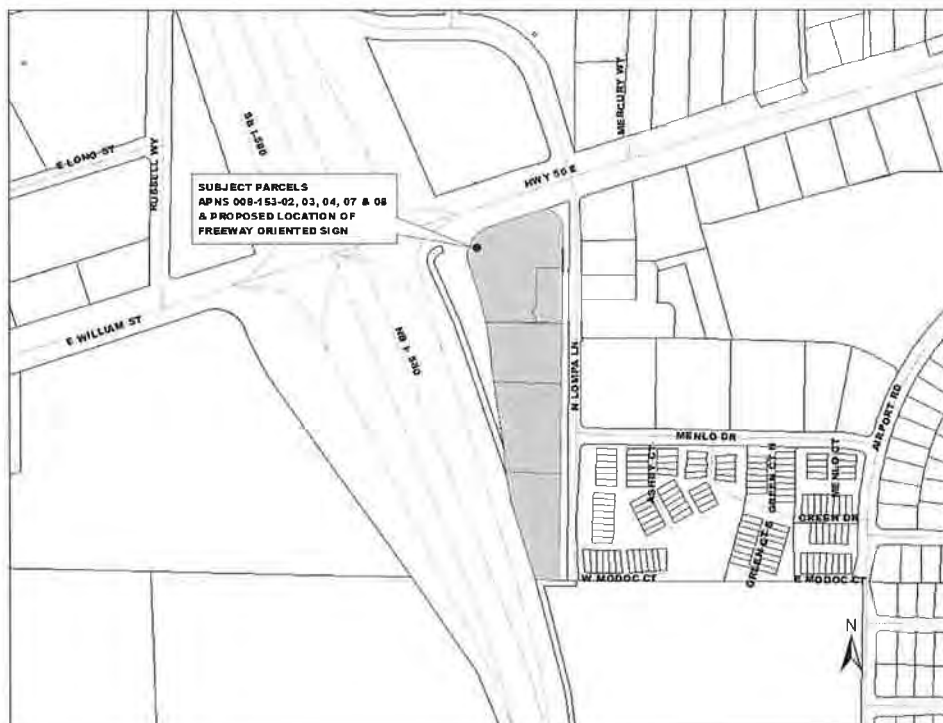 MERCURY WY
SB I-580
E LONG ST
RUSSELL WY
HWY 50 E
SUBJECT PARCELS
APNS 008-153-02, 03, 04, 07 & 08
& PROPOSED LOCATION OF
FREEWAY ORIENTED SIGN
E WILLIAM ST
NB I-580
N LOMPA LN
AIRPORT RD
MENLO DR
ASHBY CT
GREEN CT N
MENLO CT
GREEN DR
GREEN CT S
W MODOC CT
E MODOC CT
N